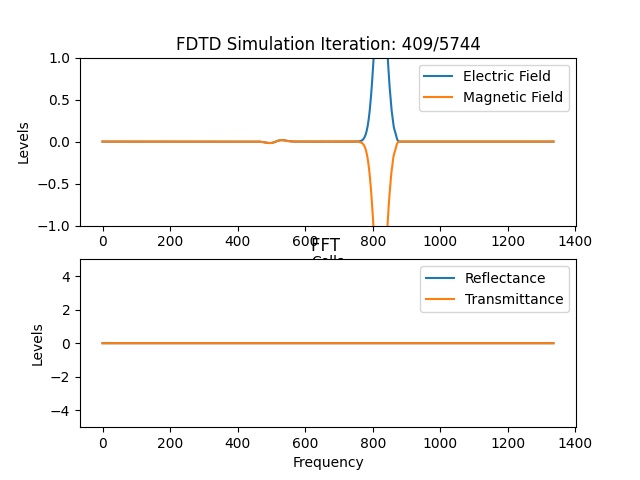 FDTD Simulation Iteration: 409/5744
Levels
1.0
0.5
0.0
−0.5
−1.0
Electric Field
Magnetic Field
0 200 400 600 800 1000 1200 1400
FFT
Levels
4
2
0
−2
−4
Reflectance
Transmittance
0 200 400 600 800 1000 1200 1400
Frequency